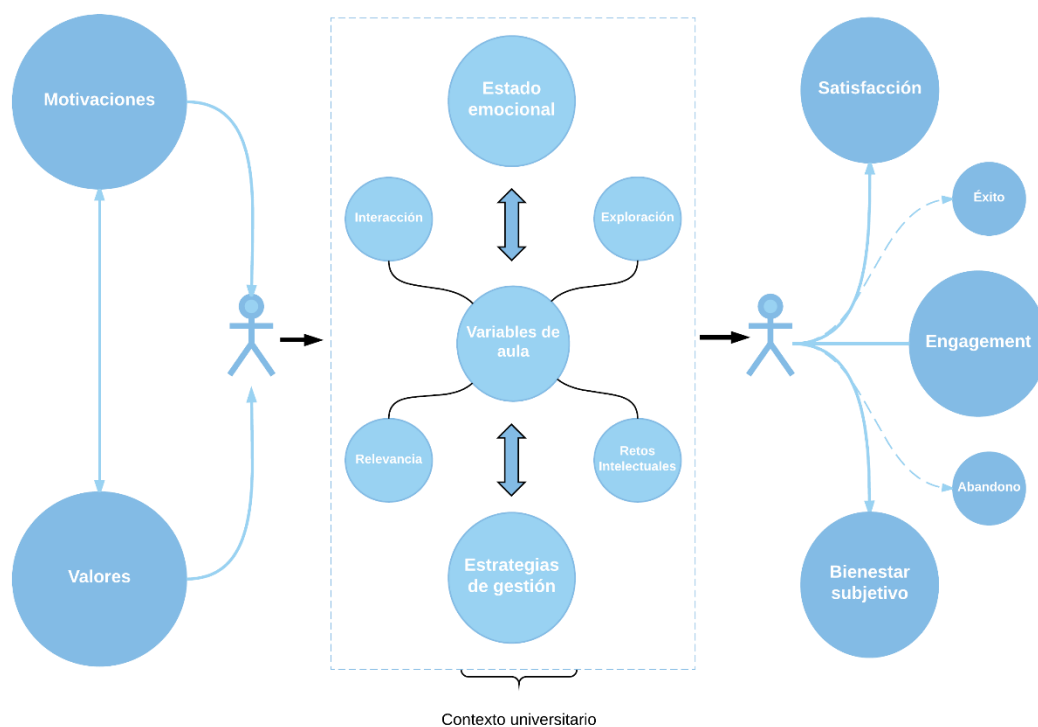 Motivaciones
Valores
Estado
emocional
Interacción
Exploración
Variables de
aula
Relevancia
Retos
Intelectuales
Estrategias
de gestión
Contexto universitario
Satisfacción
Éxito
Engagement
Abandono
Bienestar
subjetivo